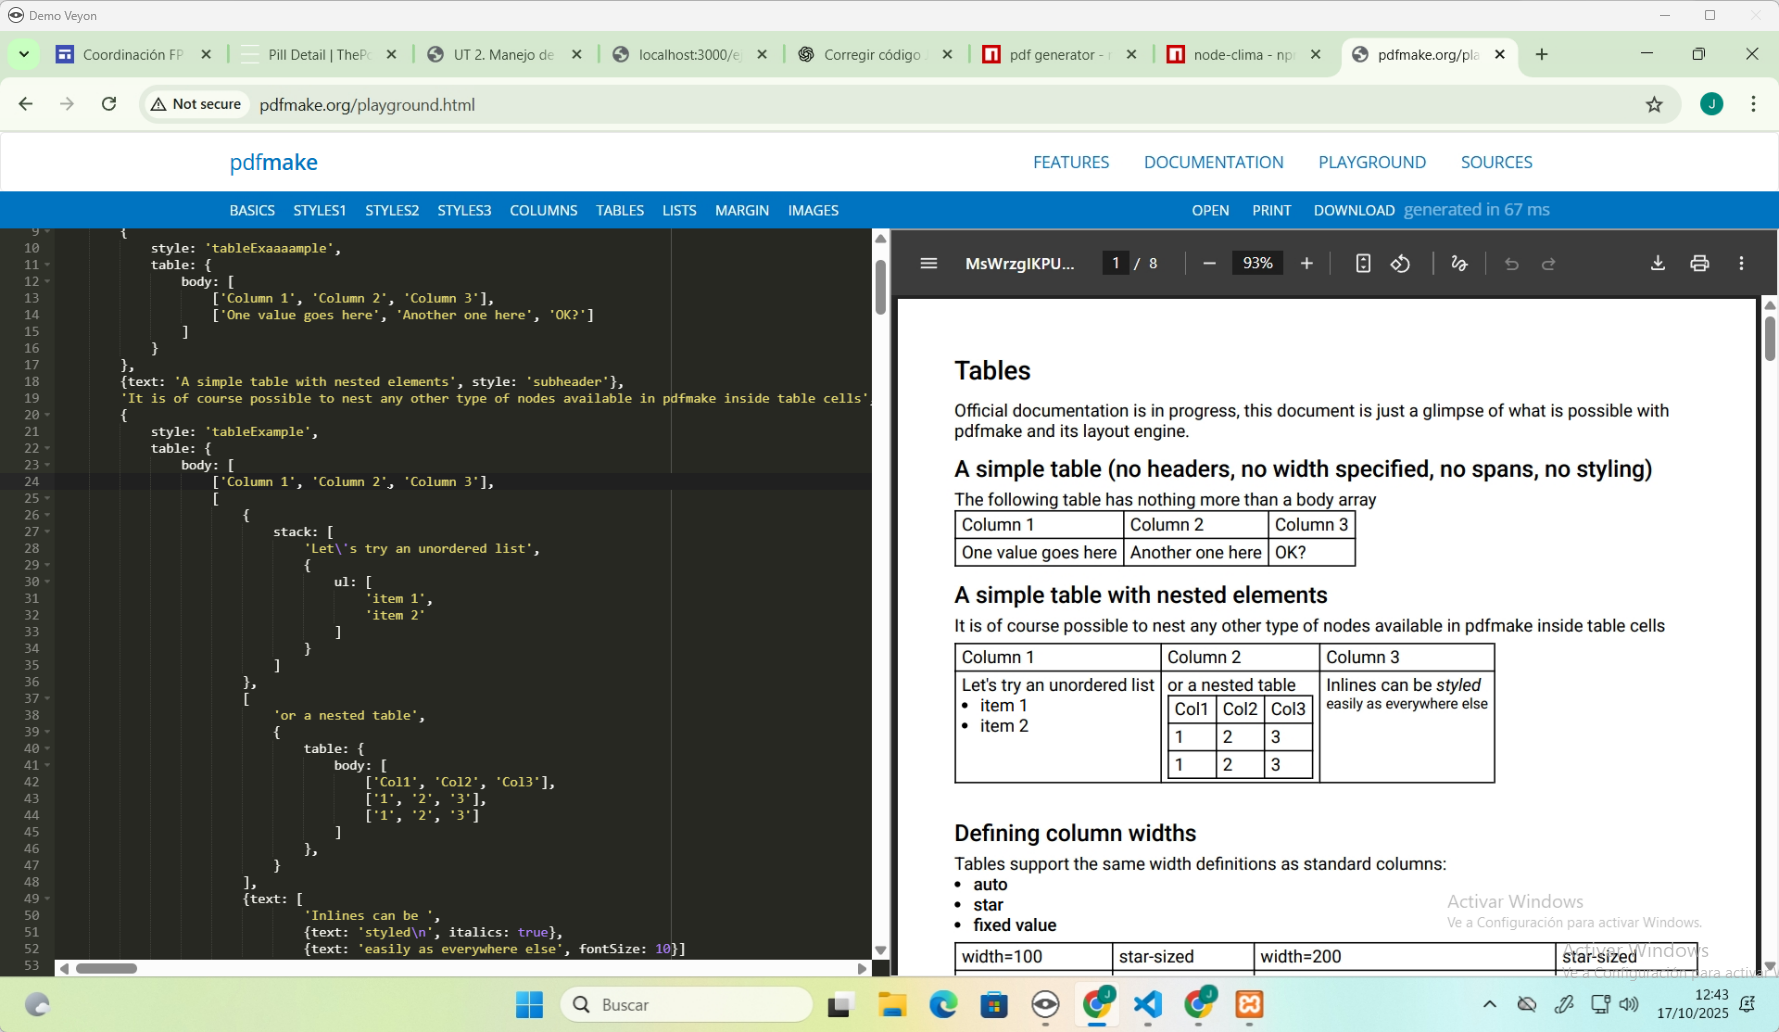 Demo Veyon
Coordinación FP
Pill Detail | ThePo
UT 2. Manejo de
localhost:3000/e
Corregir código
pdf generator -
node-clima - np
pdfmake.org/pla
Not secure
pdfmake.org/playground.html
J
pdfmake
FEATURES
DOCUMENTATION
PLAYGROUND
SOURCES
BASICS
STYLES1
STYLES2
STYLES3
COLUMNS
TABLES
LISTS
MARGIN
IMAGES
OPEN
PRINT
DOWNLOAD
generated in 67 ms
9 {
10 style: 'tableExaaaample',
11 table: {
12 body: [
13 ['Column 1', 'Column 2', 'Column 3'],
14 ['One value goes here', 'Another one here', 'OK?']
15 ]
16 }
17 },
18 {text: 'A simple table with nested elements', style: 'subheader'},
19 'It is of course possible to nest any other type of nodes available in pdfmake inside table cells',
20 {
21 style: 'tableExample',
22 table: {
23 body: [
24 ['Column 1', 'Column 2', 'Column 3'],
25 [
26 {
27 stack: [
28 'Let\'s try an unordered list',
29 {
30 ul: [
31 'item 1',
32 'item 2'
33 ]
34 }
35 ]
36 },
37 [
38 'or a nested table',
39 {
40 table: {
41 body: [
42 ['Col1', 'Col2', 'Col3'],
43 ['1', '2', '3'],
44 ['1', '2', '3']
45 ]
46 },
47 }
48 ],
49 {text: [
50 'Inlines can be ',
51 {text: 'styled\n', italics: true},
52 {text: 'easily as everywhere else', fontSize: 10}]
53
MsWrzgIKPU...
1 / 8
93%
Tables
Official documentation is in progress, this document is just a glimpse of what is possible with
pdfmake and its layout engine.
A simple table (no headers, no width specified, no spans, no styling)
The following table has nothing more than a body array
Column 1 Column 2 Column 3
One value goes here Another one here OK?
A simple table with nested elements
It is of course possible to nest any other type of nodes available in pdfmake inside table cells
Column 1 Column 2 Column 3
Let's try an unordered list or a nested table Inlines can be styled
• item 1 Col1 Col2 Col3 easily as everywhere else
• item 2 1 2 3
1 2 3
Defining column widths
Tables support the same width definitions as standard columns:
• auto
• star
• fixed value
width=100 star-sized width=200 star-sized
Activar Windows
Ve a Configuración para activar Windows.
Activar Windows
Ve a Configuración para activar W
Buscar
J
J
12:43
17/10/2025